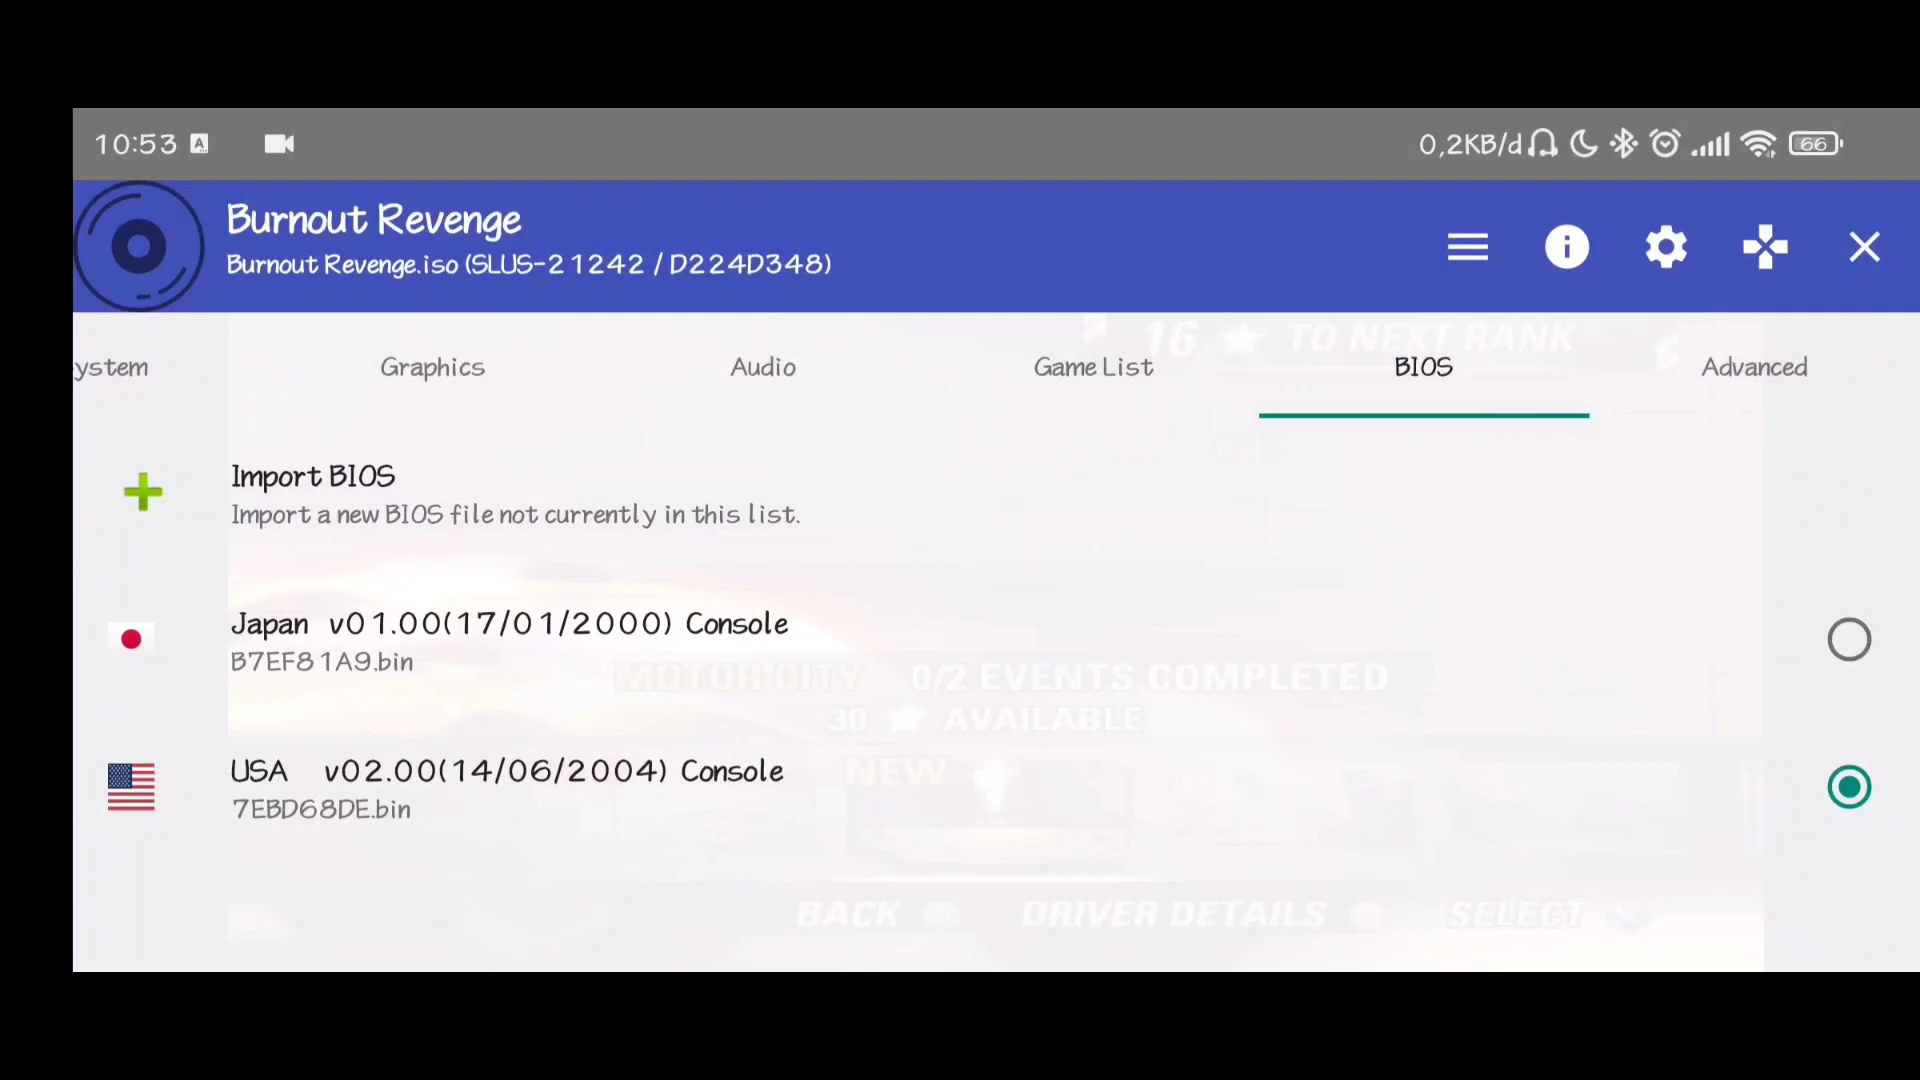 10:53 A 0,2KB/d 66
Burnout Revenge
Burnout Revenge.iso (SLUS-21242 / D224D348)
16 TO NEXT RANK
ystem Graphics Audio Game List BIOS Advanced
Import BIOS
Import a new BIOS file not currently in this list.
Japan v01.00(17/01/2000) Console
B7EF81A9.bin
MOTOR CITY 0/2 EVENTS COMPLETED
30 AVAILABLE
USA v02.00(14/06/2004) Console
NEW
7EBD68DE.bin
BACK DRIVER DETAILS SELECT